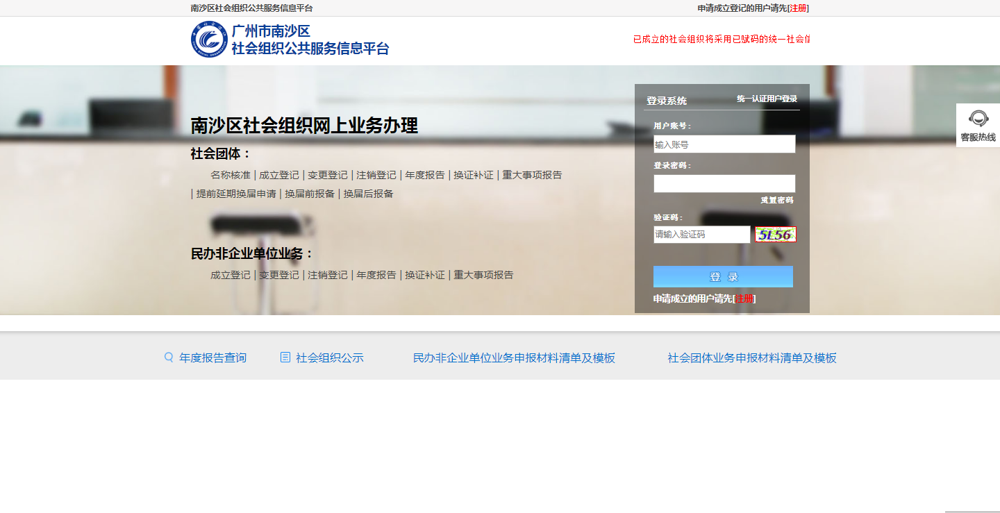 南沙区社会组织公共服务信息平台
申请成立登记的用户请先[注册]
广州市南沙区
社会组织公共服务信息平台
已成立的社会组织将采用已赋码的统一社会信
登录系统
统一认证用户登录
南沙区社会组织网上业务办理
社会团体：
名称核准 | 成立登记 | 变更登记 | 注销登记 | 年度报告 | 换证补证 | 重大事项报告
| 提前延期换届申请 | 换届前报备 | 换届后报备
民办非企业单位业务：
成立登记 | 变更登记 | 注销登记 | 年度报告 | 换证补证 | 重大事项报告
用户账号：
输入账号
登录密码：
重置密码
验证码：
请输入验证码
5L56
登 录
申请成立的用户请先[注册]
客服热线
年度报告查询
社会组织公示
民办非企业单位业务申报材料清单及模板
社会团体业务申报材料清单及模板